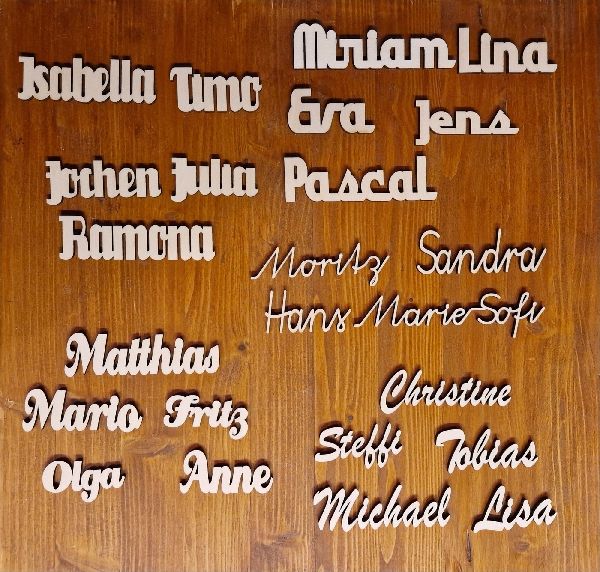 Isabella Timo
Jochen Julia
Ramona
Miriam Lina
Eva Jens
Pascal
Moritz Sandra
Hans Marie-Sofi
Matthias
Mario Fritz
Olga Anne
Christine
Steffi Tobias
Michael Lisa